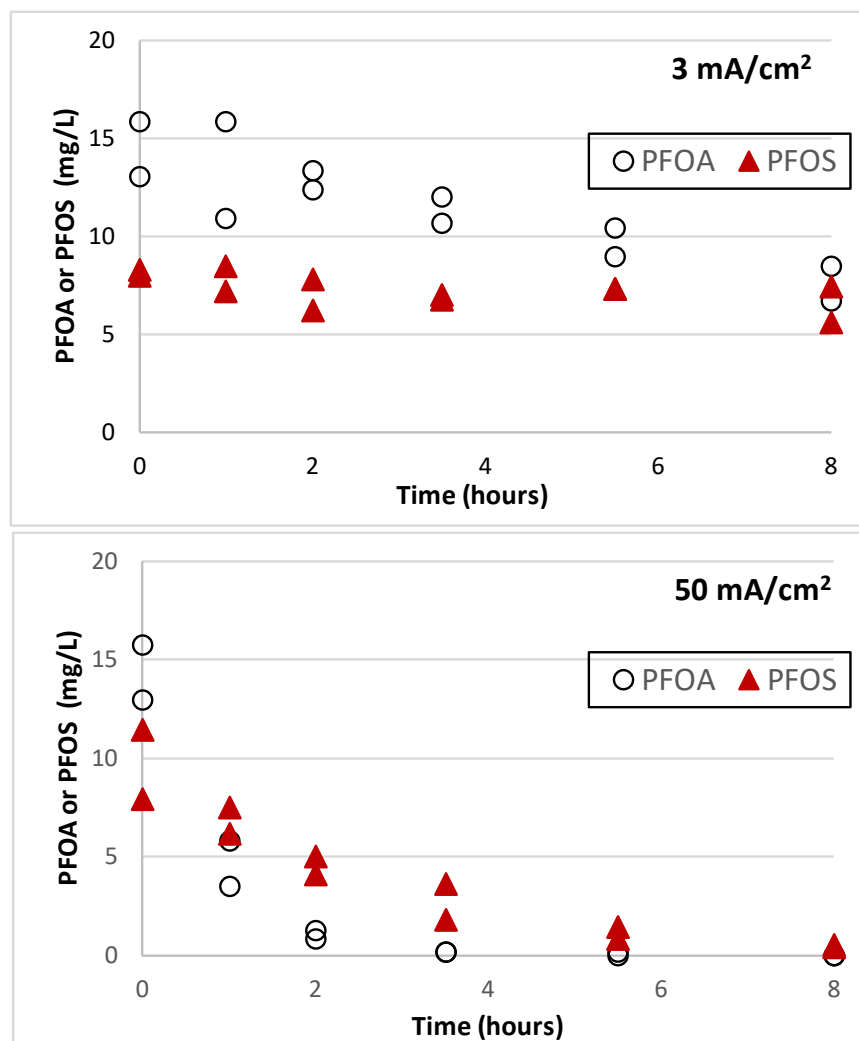 20
3 mA/cm²
15
PFOA PFOS
10
5
0
0 2 4 6 8
PFOA or PFOS (mg/L)
Time (hours)
20
50 mA/cm²
15
PFOA PFOS
10
5
0
0 2 4 6 8
PFOA or PFOS (mg/L)
Time (hours)